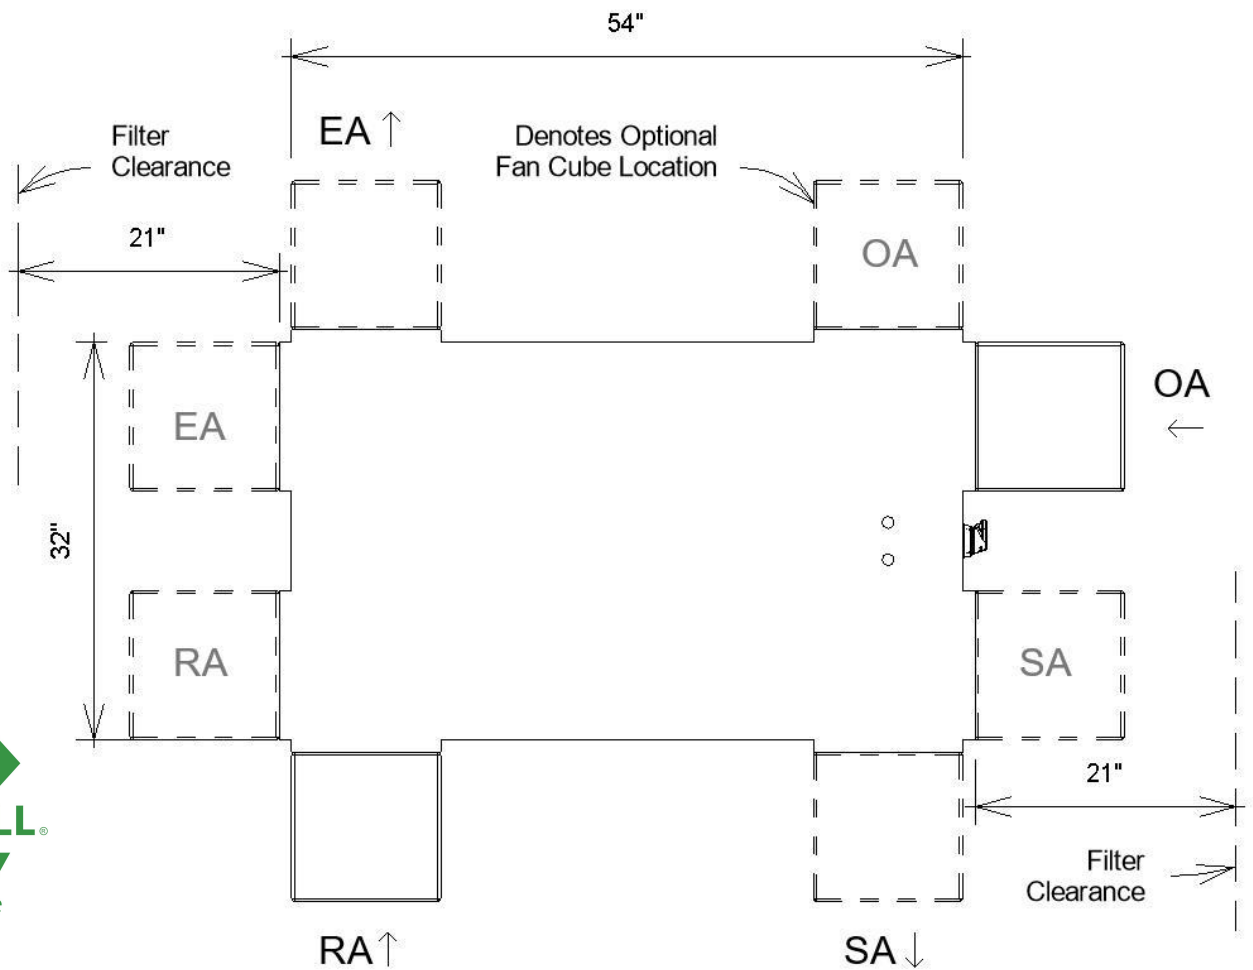 54"
Filter
Clearance
EA
Denotes Optional
Fan Cube Location
21"
OA
EA
OA
32"
RA
SA
21"
LL®
Filter
Clearance
RA
SA